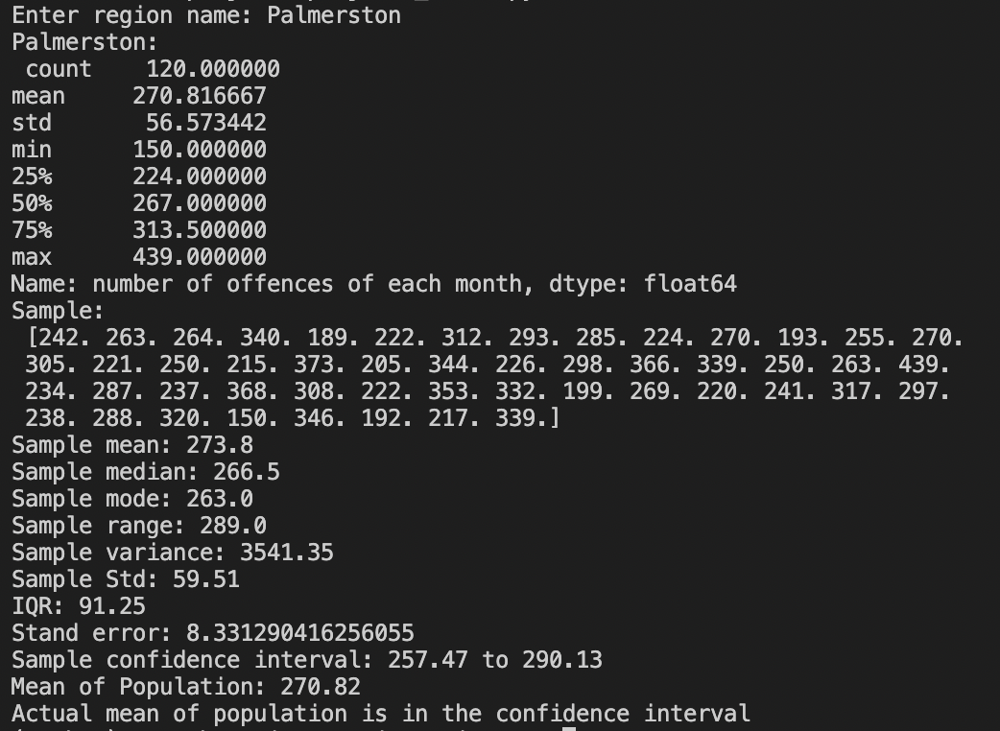 Enter region name: Palmerston
Palmerston:
 count    120.000000
mean     270.816667
std       56.573442
min      150.000000
25%      224.000000
50%      267.000000
75%      313.500000
max      439.000000
Name: number of offences of each month, dtype: float64
Sample:
 [242. 263. 264. 340. 189. 222. 312. 293. 285. 224. 270. 193. 255. 270.
 305. 221. 250. 215. 373. 205. 344. 226. 298. 366. 339. 250. 263. 439.
 234. 287. 237. 368. 308. 222. 353. 332. 199. 269. 220. 241. 317. 297.
 238. 288. 320. 150. 346. 192. 217. 339.]
Sample mean: 273.8
Sample median: 266.5
Sample mode: 263.0
Sample range: 289.0
Sample variance: 3541.35
Sample Std: 59.51
IQR: 91.25
Stand error: 8.331290416256055
Sample confidence interval: 257.47 to 290.13
Mean of Population: 270.82
Actual mean of population is in the confidence interval